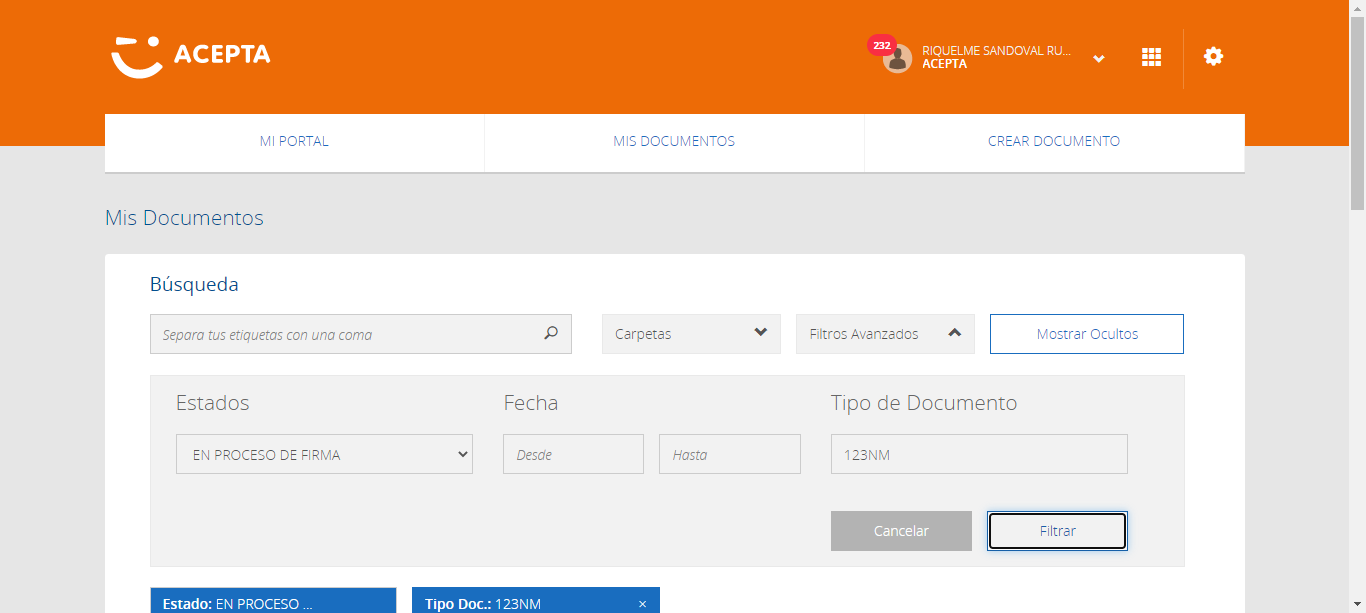 ACEPTA
232
RIQUELME SANDOVAL RU...
ACEPTA
MI PORTAL
MIS DOCUMENTOS
CREAR DOCUMENTO
Mis Documentos
Búsqueda
Separa tus etiquetas con una coma
Carpetas
Filtros Avanzados
Mostrar Ocultos
Estados
Fecha
Tipo de Documento
EN PROCESO DE FIRMA
Desde
Hasta
123NM
Cancelar
Filtrar
Estado: EN PROCESO ...
Tipo Doc.: 123NM ×